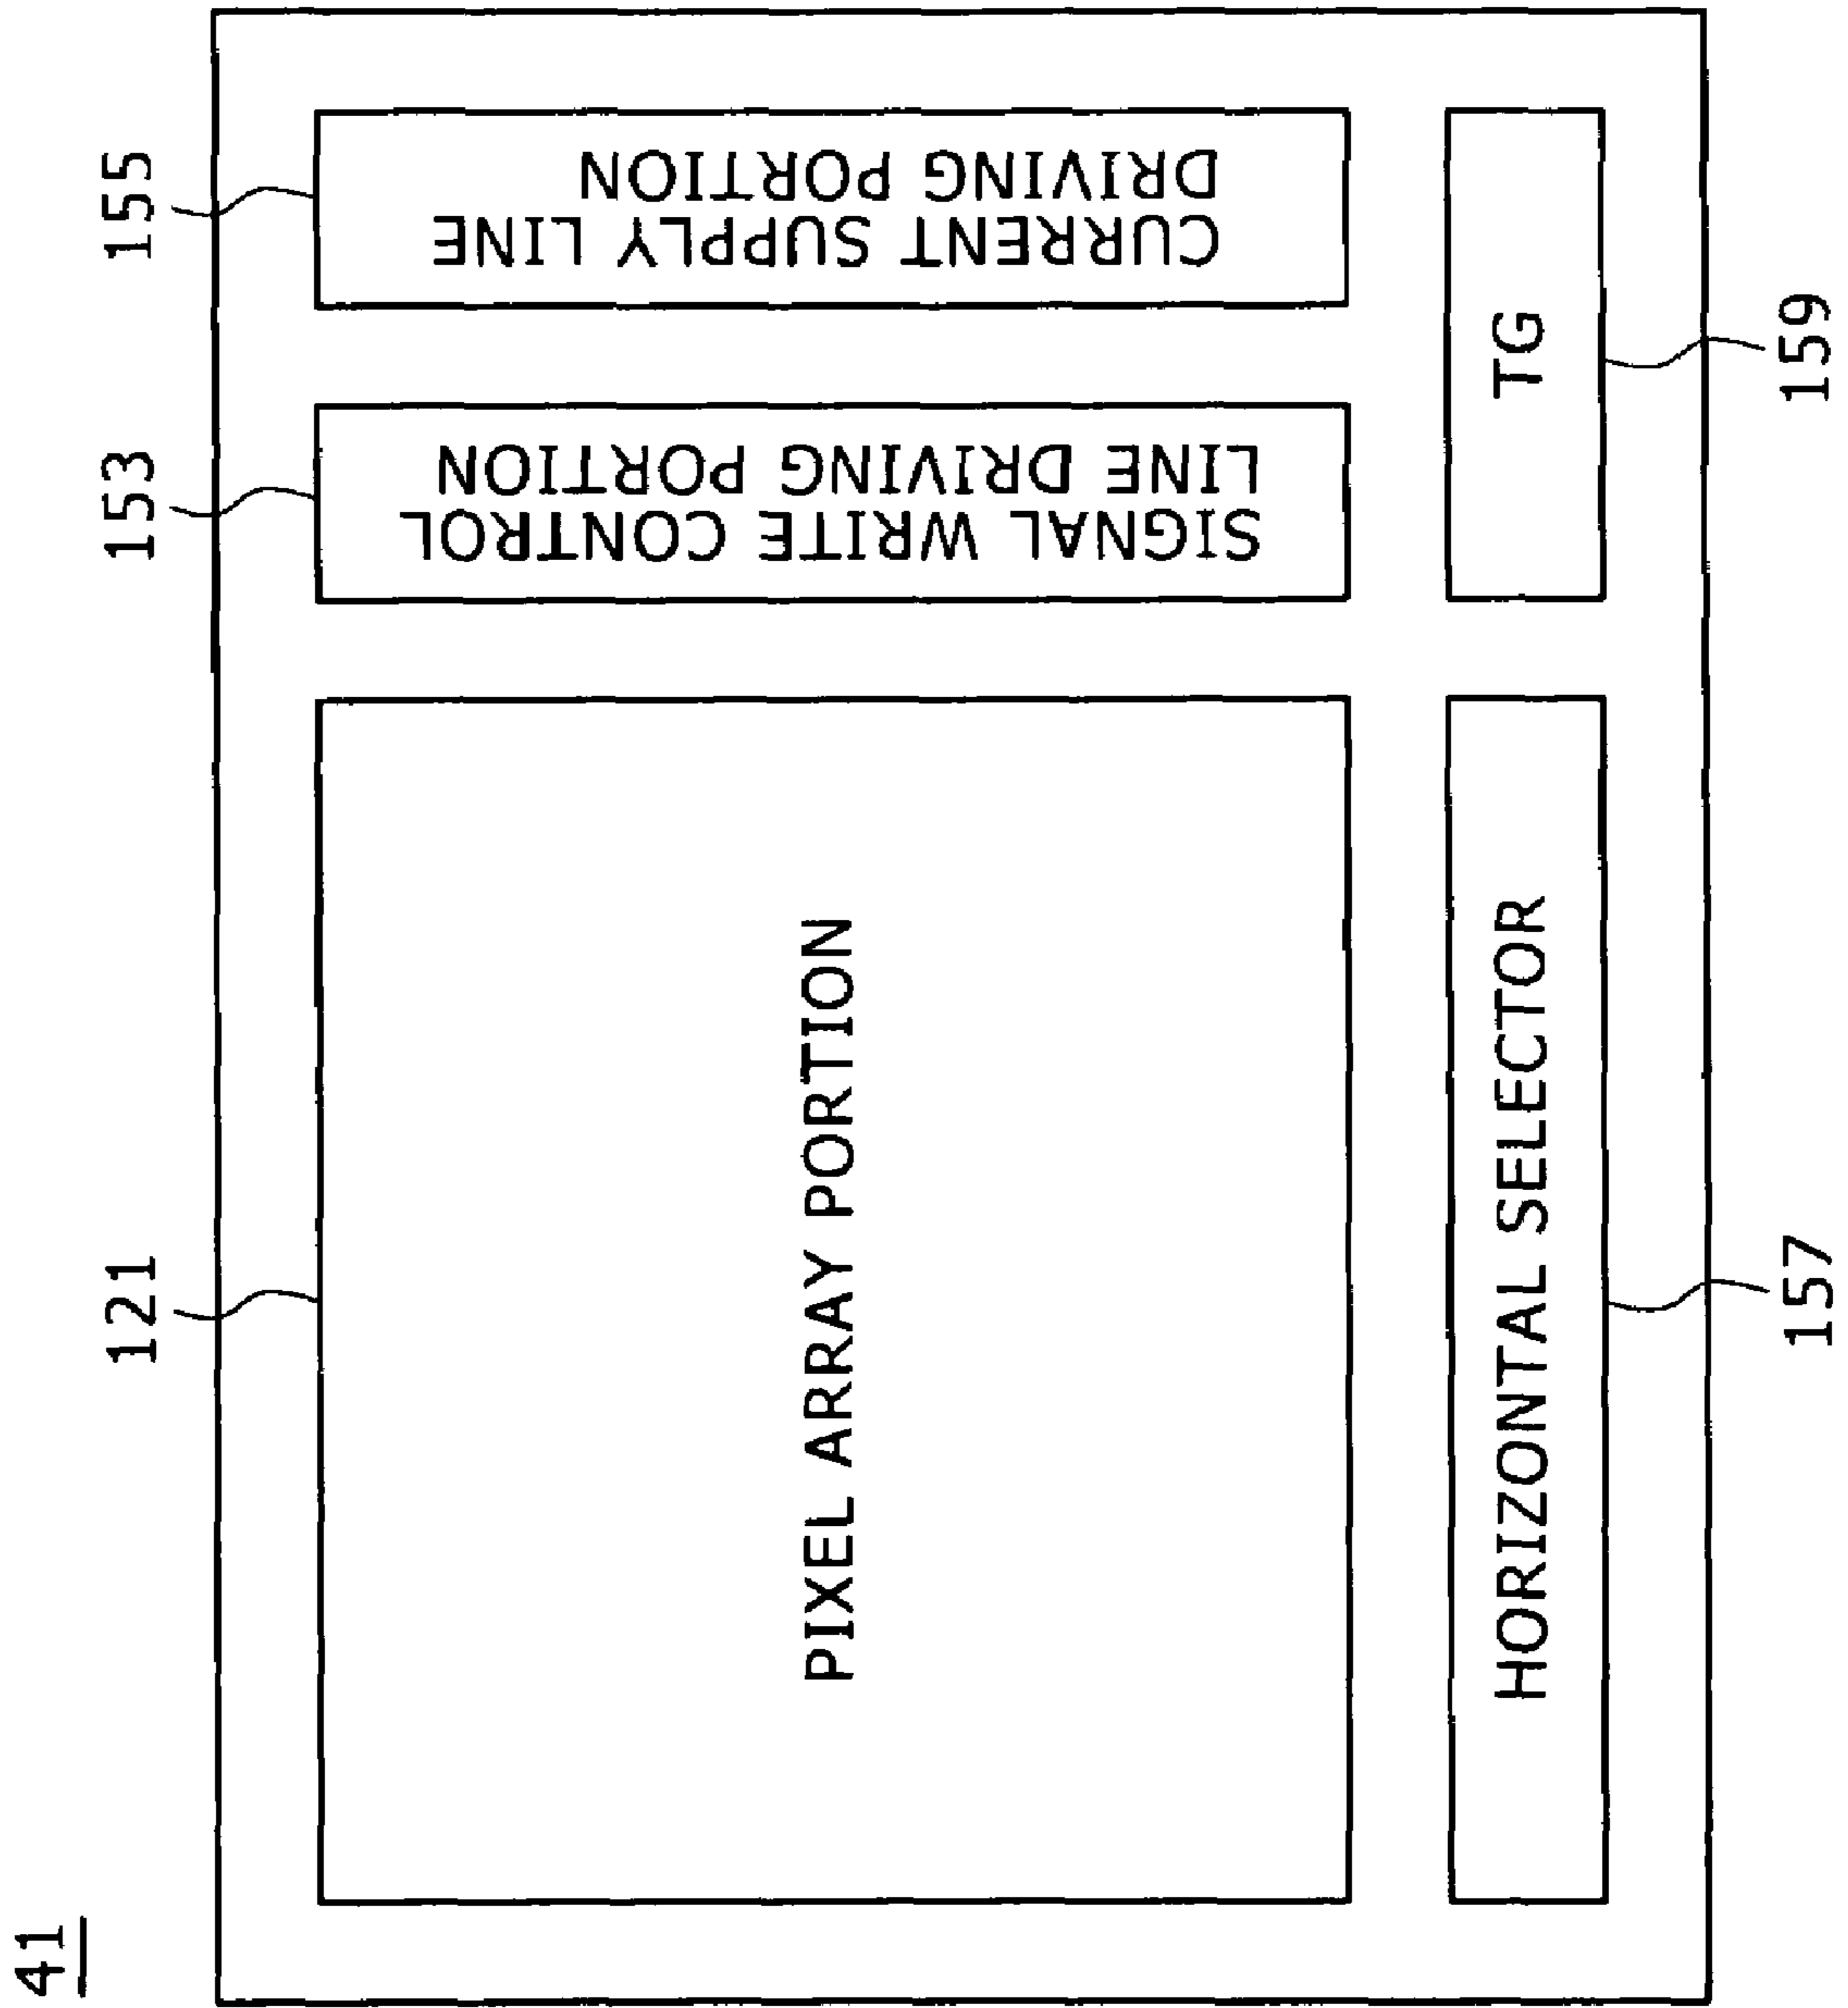 41
121
153
155
PIXEL ARRAY PORTION
SIGNAL WRITE CONTROL
LINE DRIVING PORTION
CURRENT SUPPLY LINE
DRIVING PORTION
HORIZONTAL SELECTOR
TG
157
159